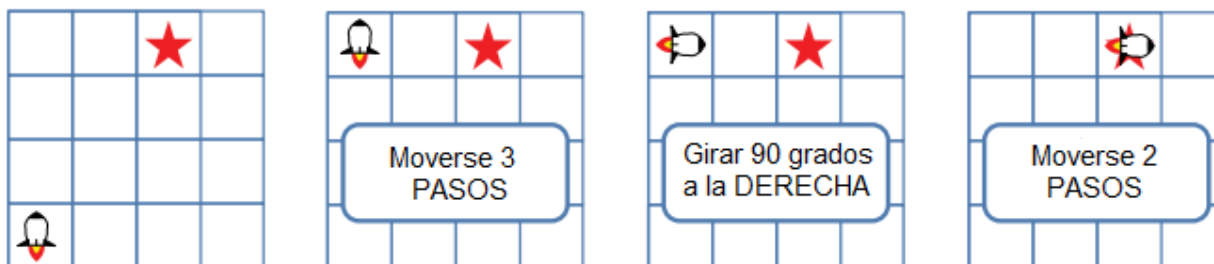 Moverse 3
PASOS
Girar 90 grados
a la DERECHA
Moverse 2
PASOS